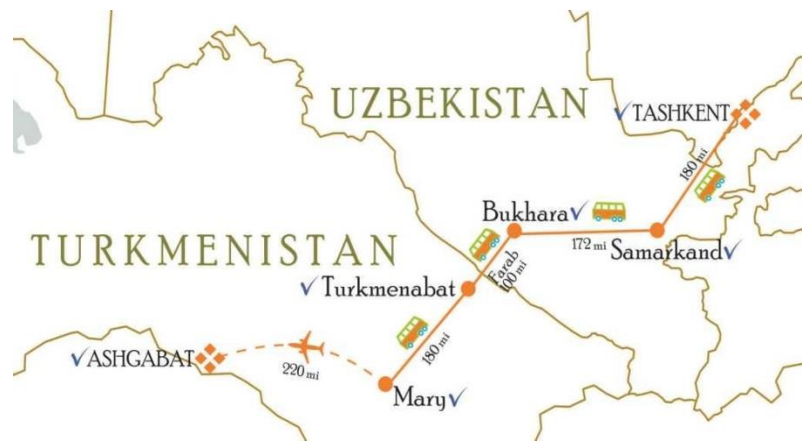 UZBEKISTAN
TASHKENT
180 mi
Bukhara
172 mi
Samarkand
TURKMENISTAN
Farab
100 mi
Turkmenabat
180 mi
ASHGABAT
220 mi
Mary